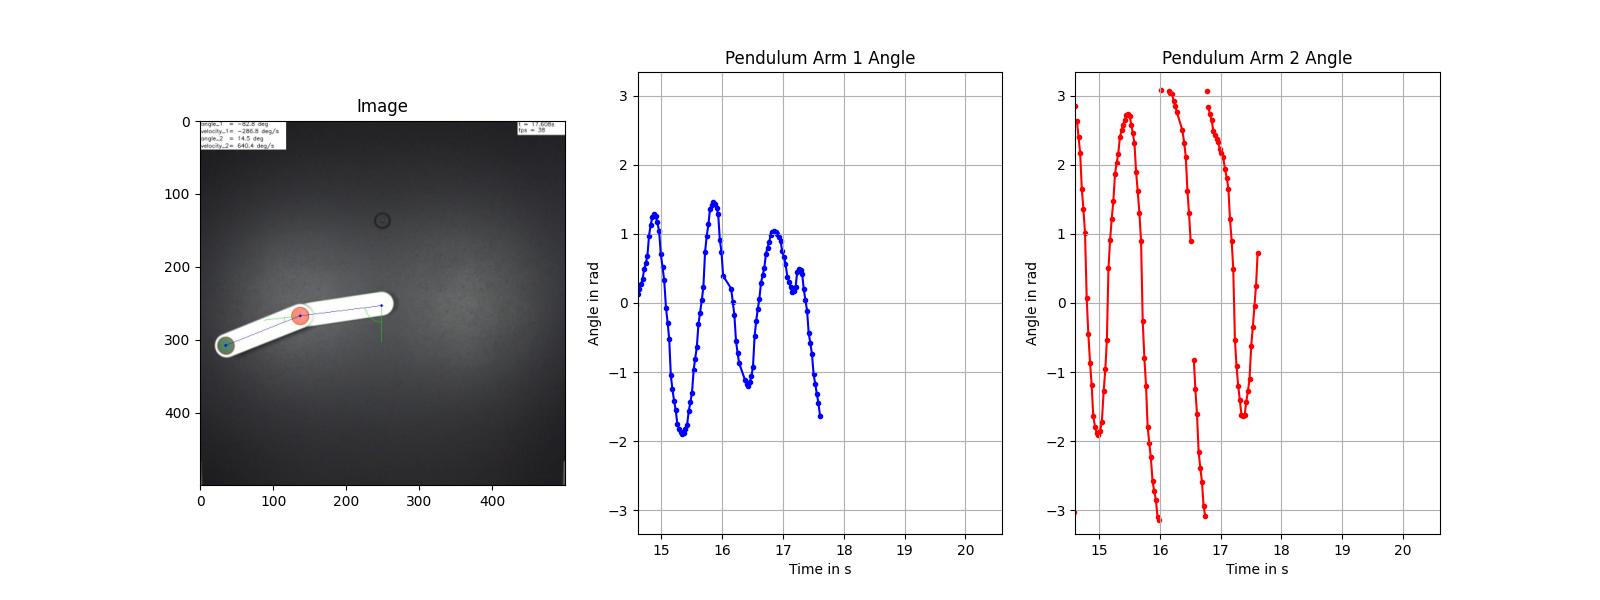 Image
angle_1 = -82.8 deg
velocity_1= -286.8 deg/s
angle_2 = 14.5 deg
velocity_2= 640.4 deg/s
t = 17.608s
fps = 38
0
100
200
300
400
0 100 200 300 400
Pendulum Arm 1 Angle
Angle in rad
3
2
1
0
−1
−2
−3
15 16 17 18 19 20
Time in s
Pendulum Arm 2 Angle
Angle in rad
3
2
1
0
−1
−2
−3
15 16 17 18 19 20
Time in s